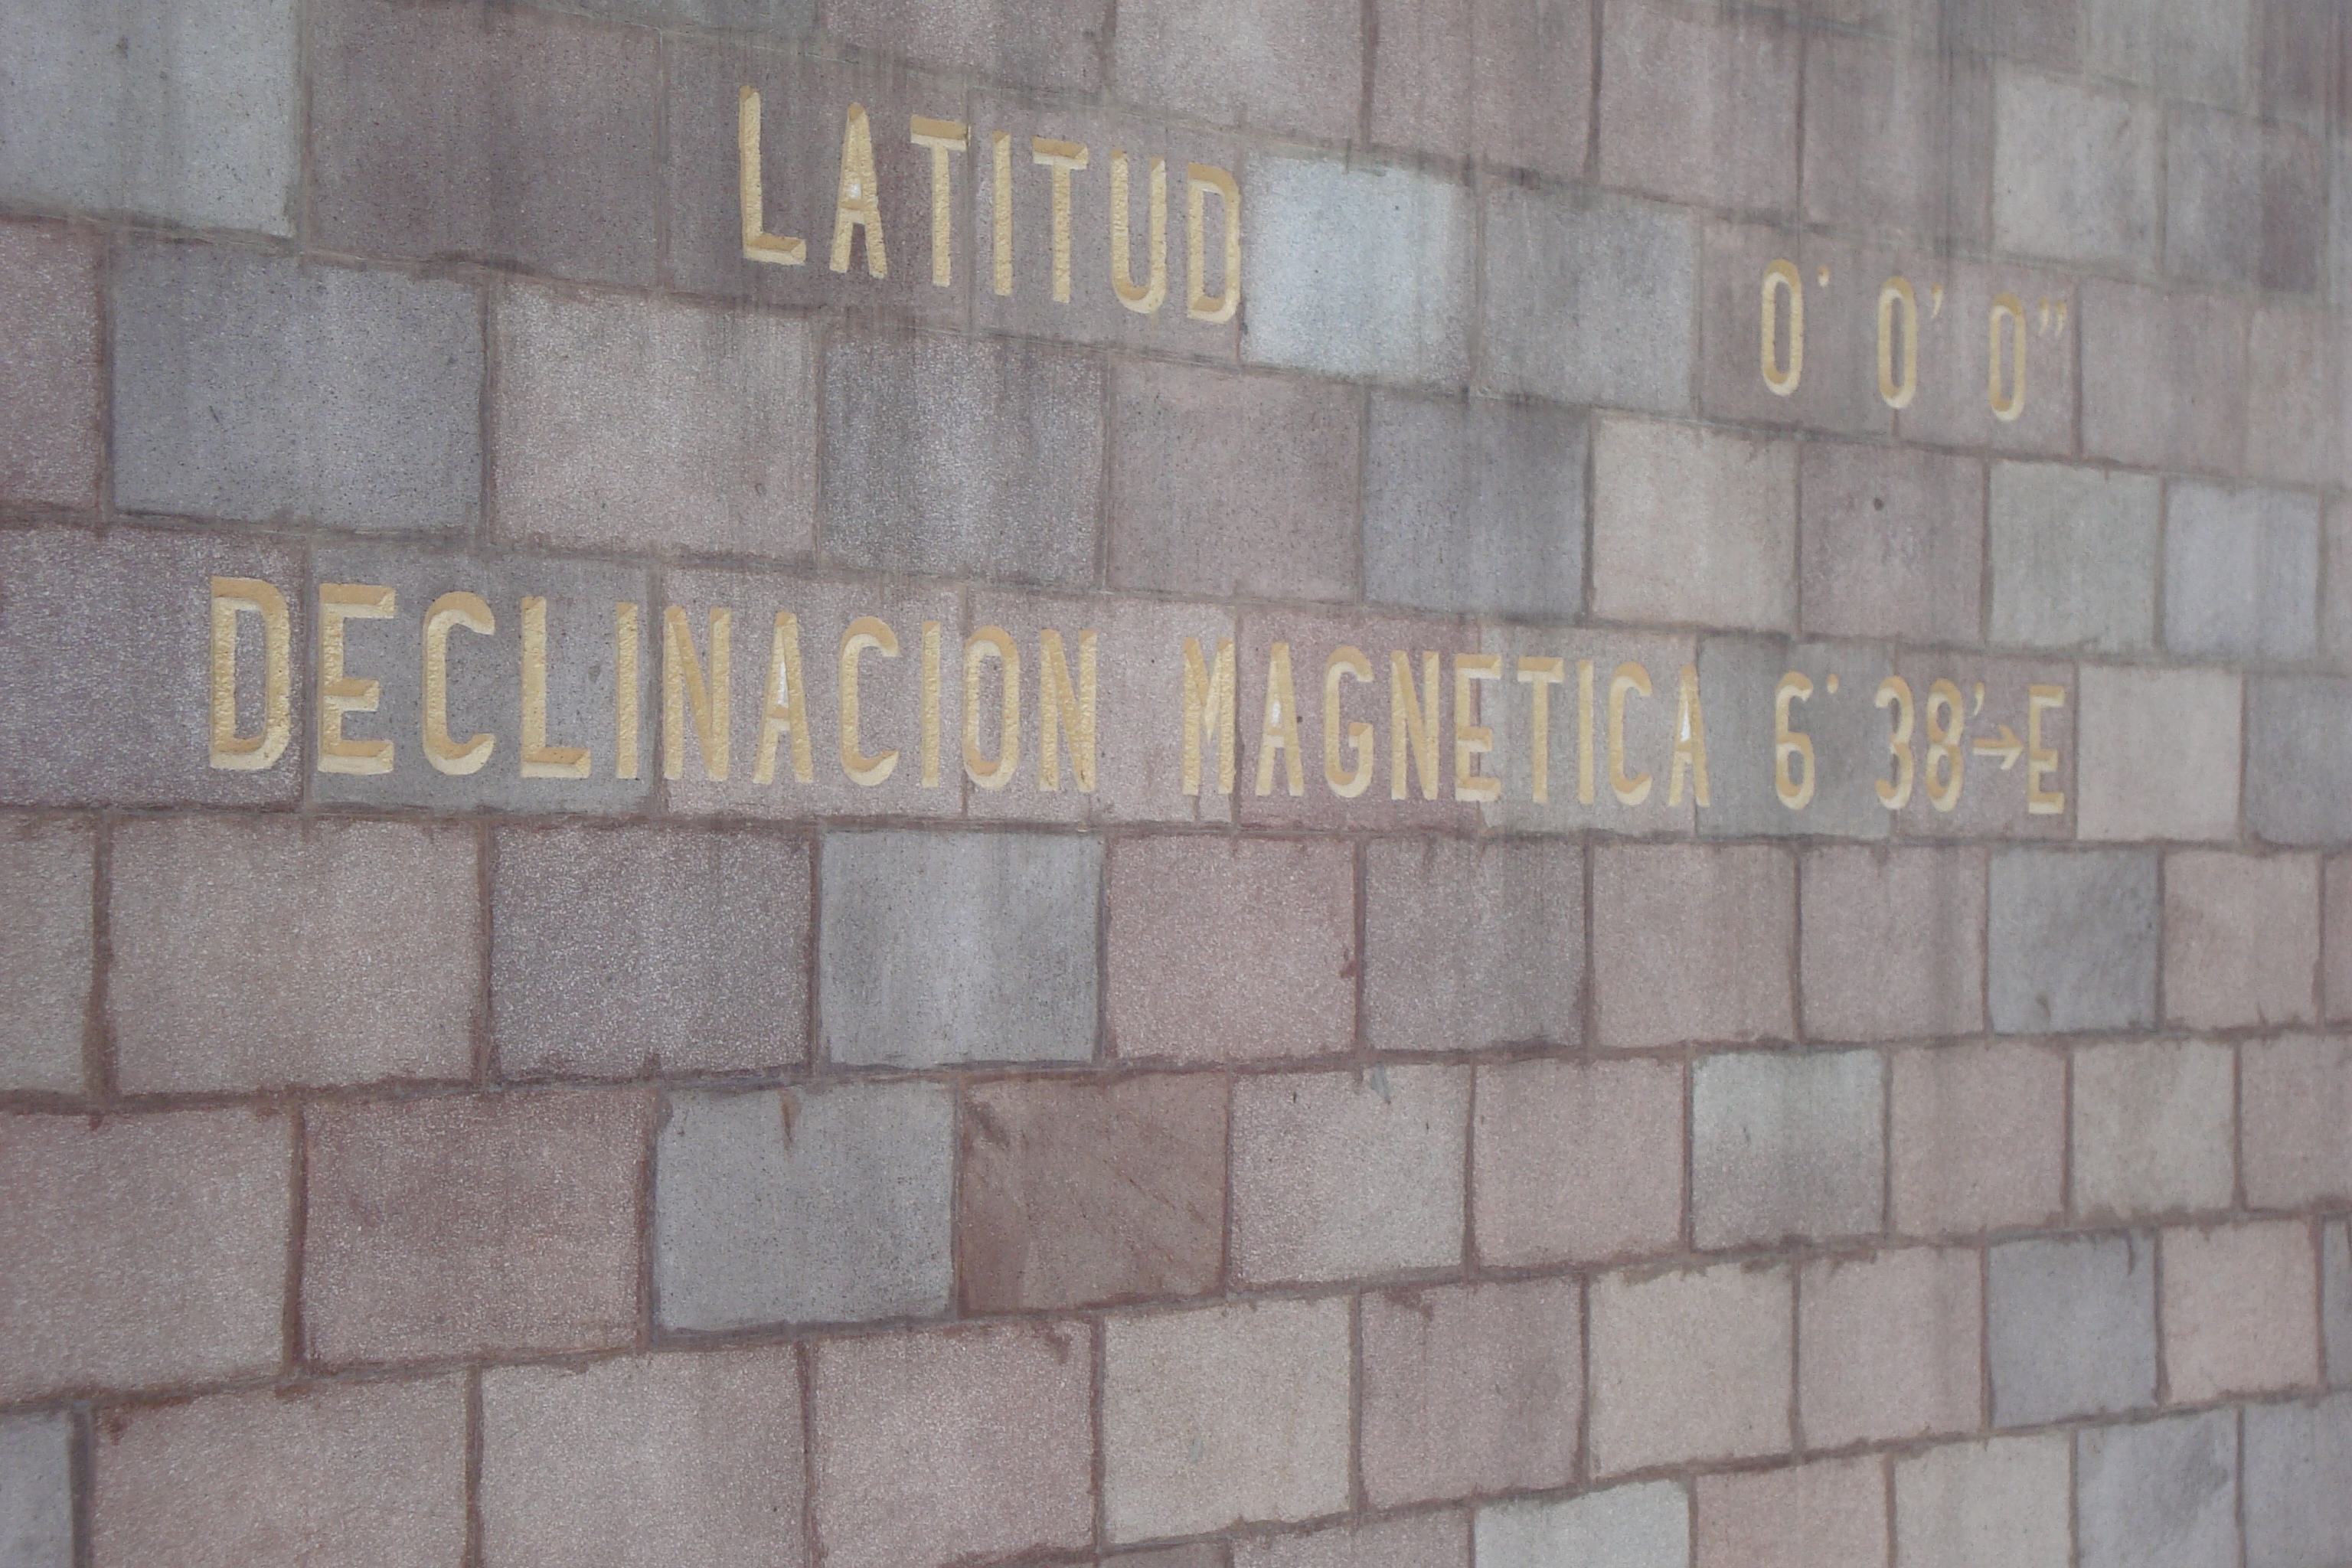 LATITUD 0° 0' 0"
DECLINACION MAGNETICA 6° 38'→E